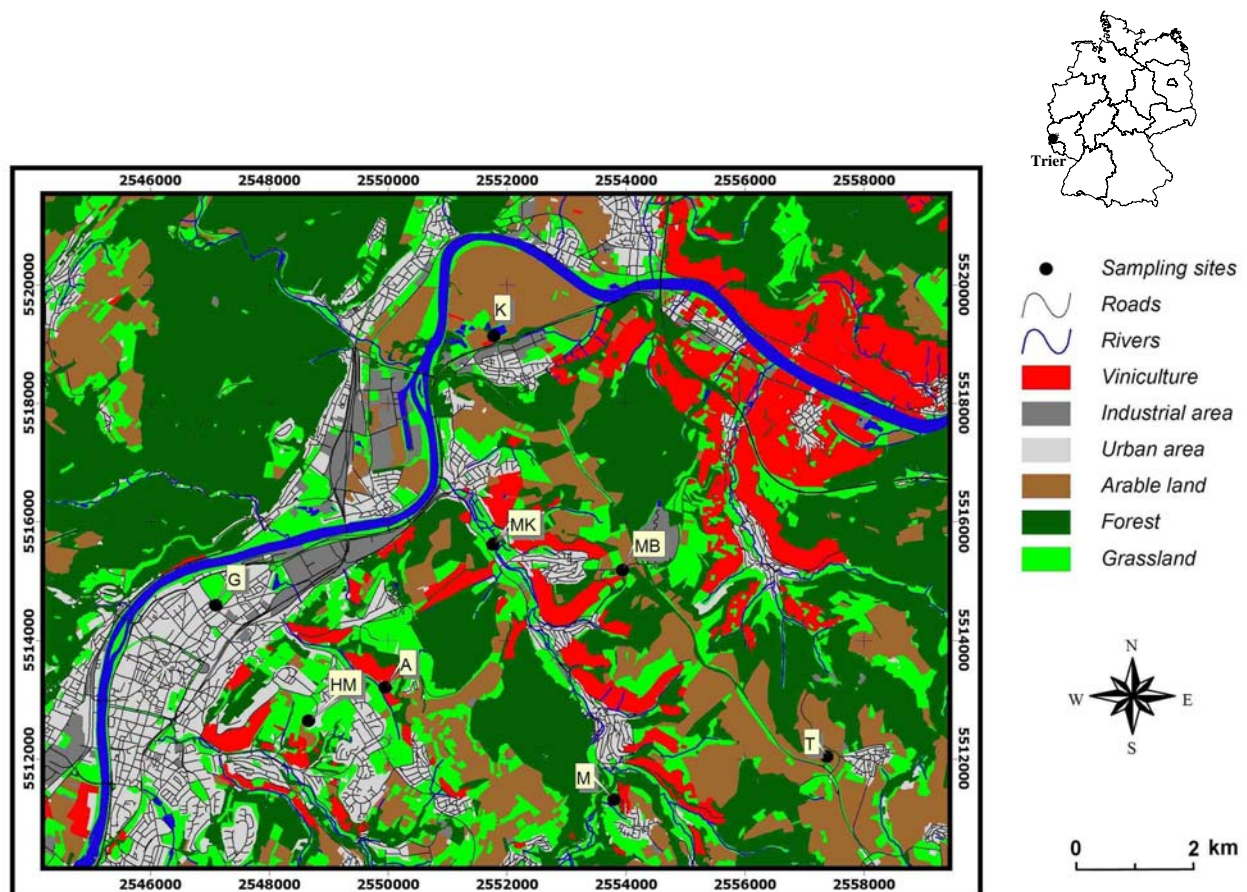 Trier
2546000 2548000 2550000 2552000 2554000 2556000 2558000
5520000
5518000
5516000
5514000
5512000
5520000
5518000
5516000
5514000
5512000
K
MK
MB
G
A
HM
T
M
2546000 2548000 2550000 2552000 2554000 2556000 2558000
Sampling sites
Roads
Rivers
Viniculture
Industrial area
Urban area
Arable land
Forest
Grassland
N
W E
S
0 2 km